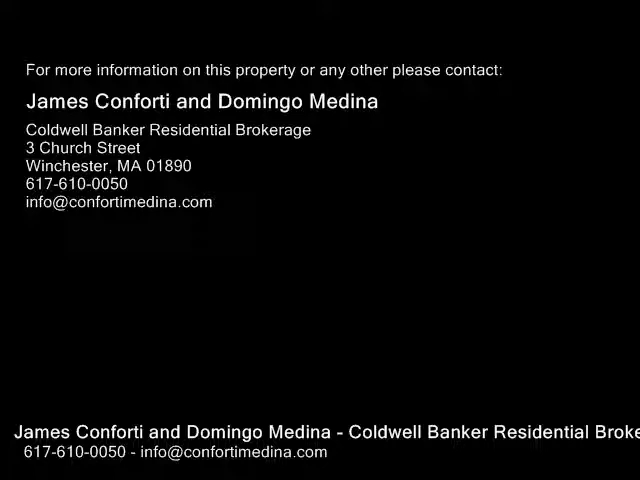 For more information on this property or any other please contact:
James Conforti and Domingo Medina
Coldwell Banker Residential Brokerage
3 Church Street
Winchester, MA 01890
617-610-0050
info@confortimedina.com
James Conforti and Domingo Medina - Coldwell Banker Residential Broke
617-610-0050 - info@confortimedina.com